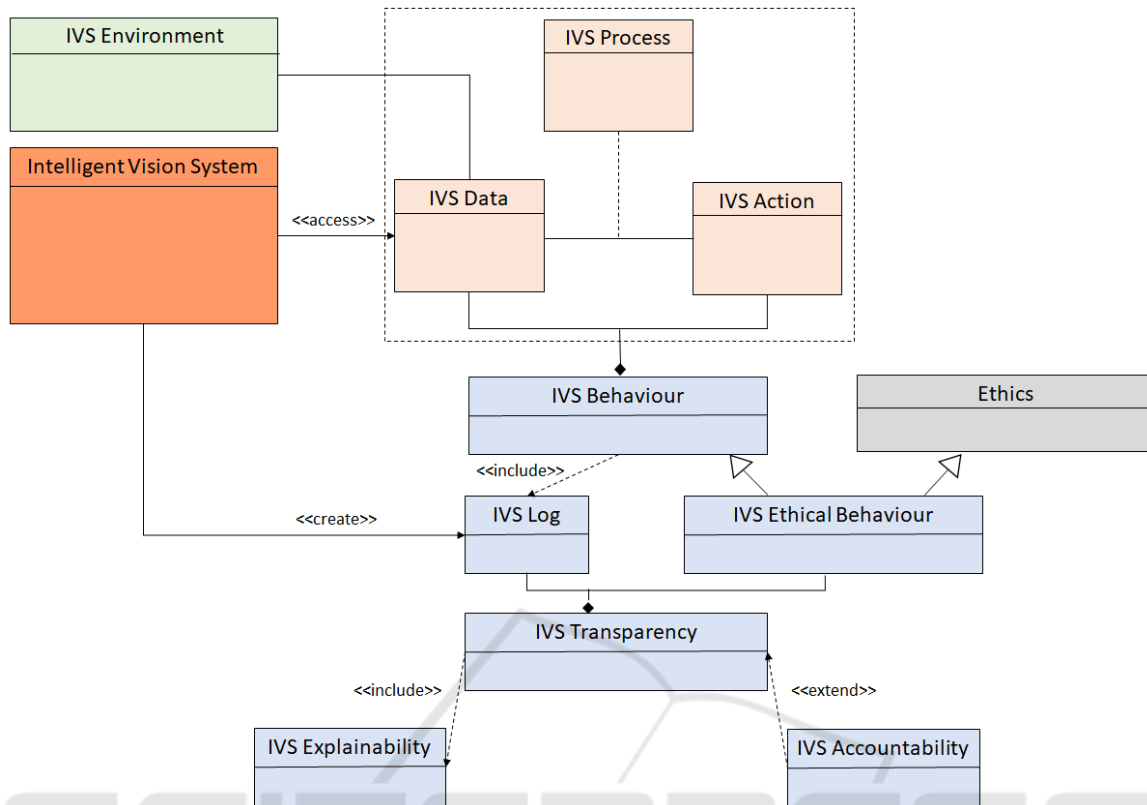 IVS Environment
IVS Process
Intelligent Vision System
IVS Data
IVS Action
<<access>>
IVS Behaviour
Ethics
<<include>>
IVS Log
IVS Ethical Behaviour
<<create>>
IVS Transparency
<<include>>
<<extend>>
IVS Explainability
IVS Accountability